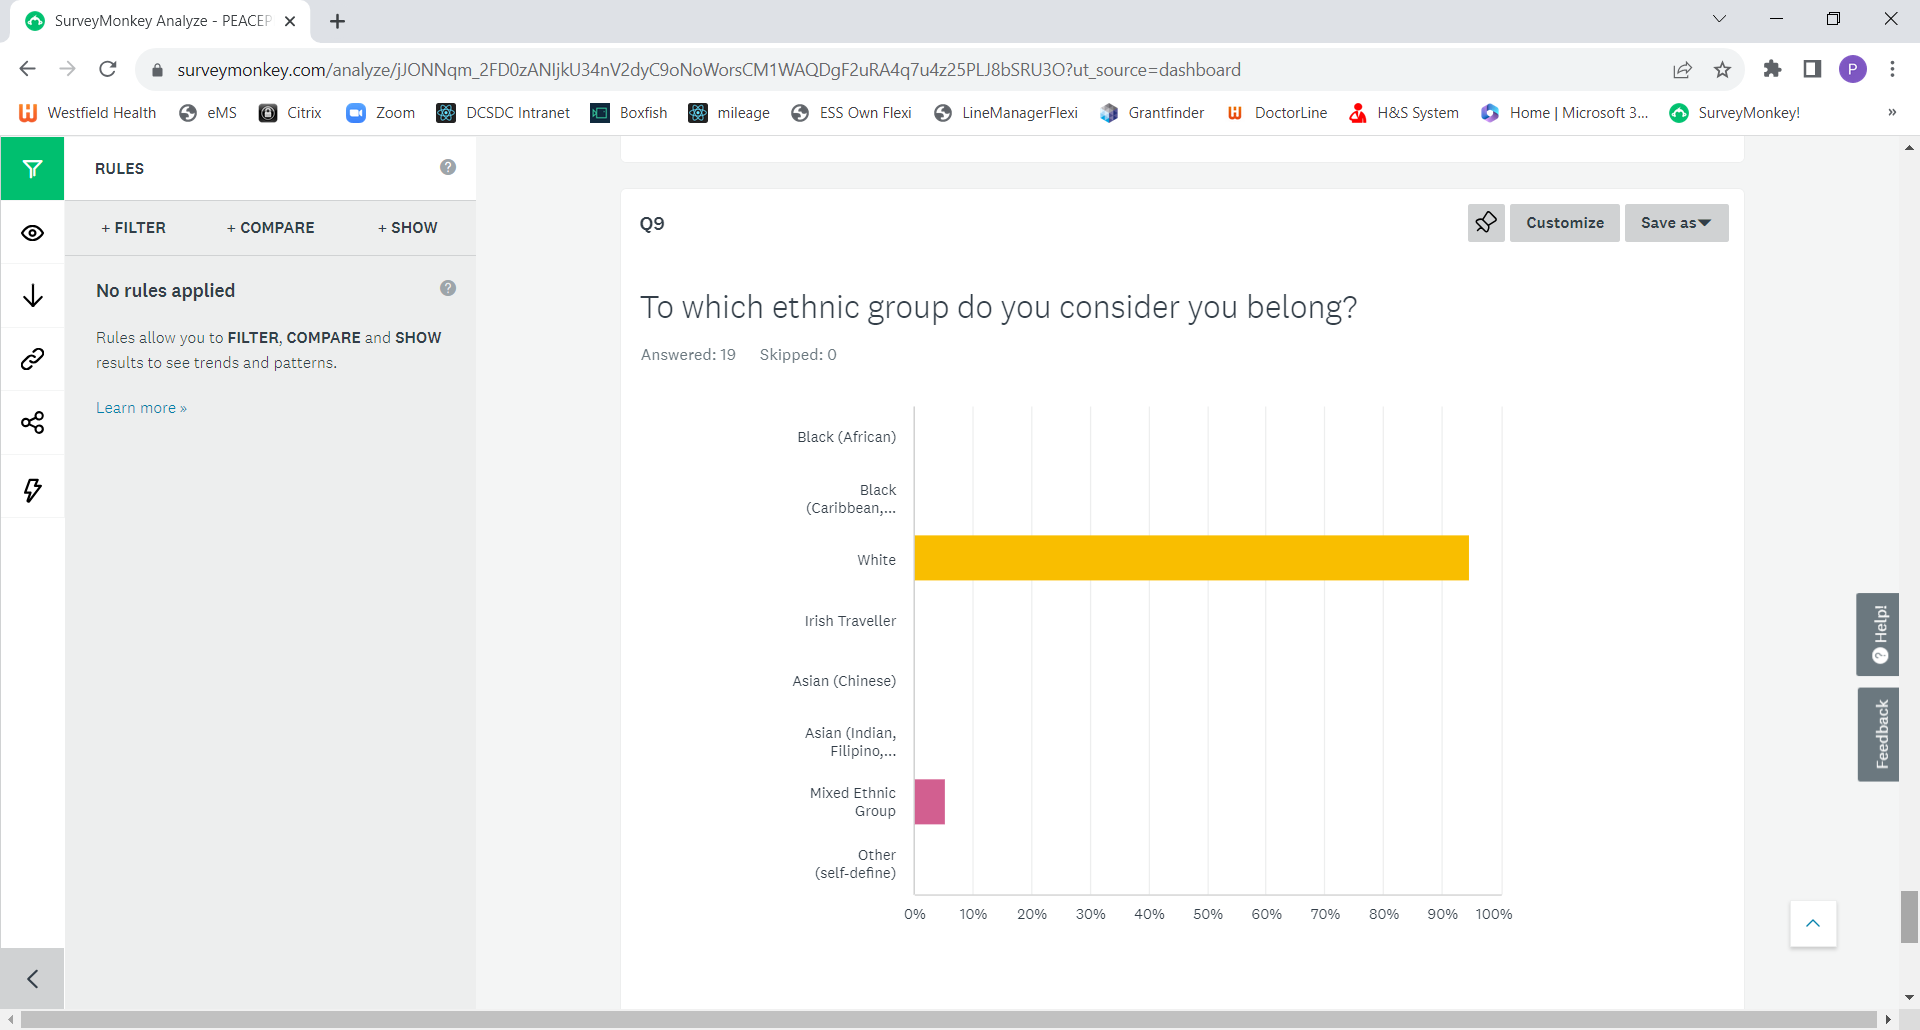 SurveyMonkey Analyze - PEACEP
surveymonkey.com/analyze/jJONNqm_2FD0zANIjkU34nV2dyC9oNoWorsCM1WAQDgF2uRA4q7u4z25PLJ8bSRU3O?ut_source=dashboard
P
Westfield Health eMS Citrix Zoom DCSDC Intranet Boxfish mileage ESS Own Flexi LineManagerFlexi Grantfinder DoctorLine H&S System Home | Microsoft 3... SurveyMonkey! »
RULES ?
+ FILTER + COMPARE + SHOW
No rules applied ?
Rules allow you to FILTER, COMPARE and SHOW
results to see trends and patterns.
Learn more »
Q9
Customize
Save as
To which ethnic group do you consider you belong?
Answered: 19 Skipped: 0
Black (African)
Black
(Caribbean,...
White
Irish Traveller
Asian (Chinese)
Asian (Indian,
Filipino,...
Mixed Ethnic
Group
Other
(self-define)
0% 10% 20% 30% 40% 50% 60% 70% 80% 90% 100%
? Help!
Feedback